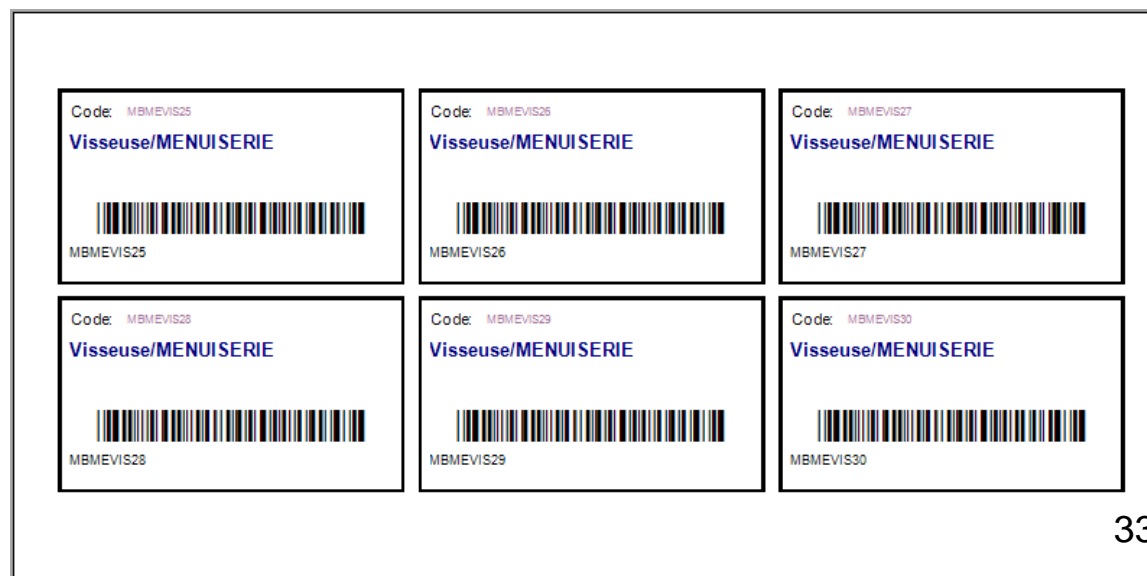 Code: MBMEVIS25
Visseuse/MENUISERIE
MBMEVIS25
Code: MBMEVIS26
Visseuse/MENUISERIE
MBMEVIS26
Code: MBMEVIS27
Visseuse/MENUISERIE
MBMEVIS27
Code: MBMEVIS28
Visseuse/MENUISERIE
MBMEVIS28
Code: MBMEVIS29
Visseuse/MENUISERIE
MBMEVIS29
Code: MBMEVIS30
Visseuse/MENUISERIE
MBMEVIS30
33